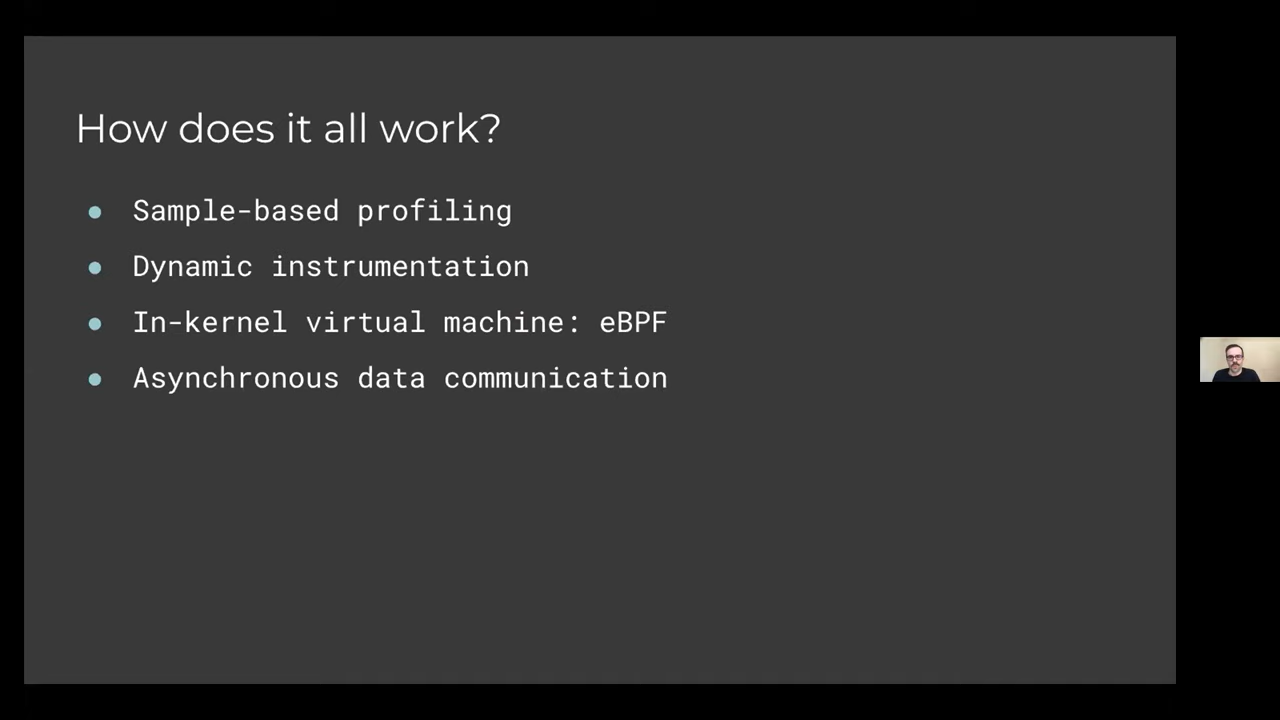 How does it all work?
● Sample-based profiling
● Dynamic instrumentation
● In-kernel virtual machine: eBPF
● Asynchronous data communication